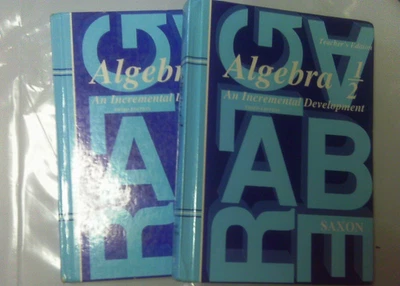 Algebra
An Incremental D
Teacher's Edition
Algebra 1/2
An Incremental Development
SAXON